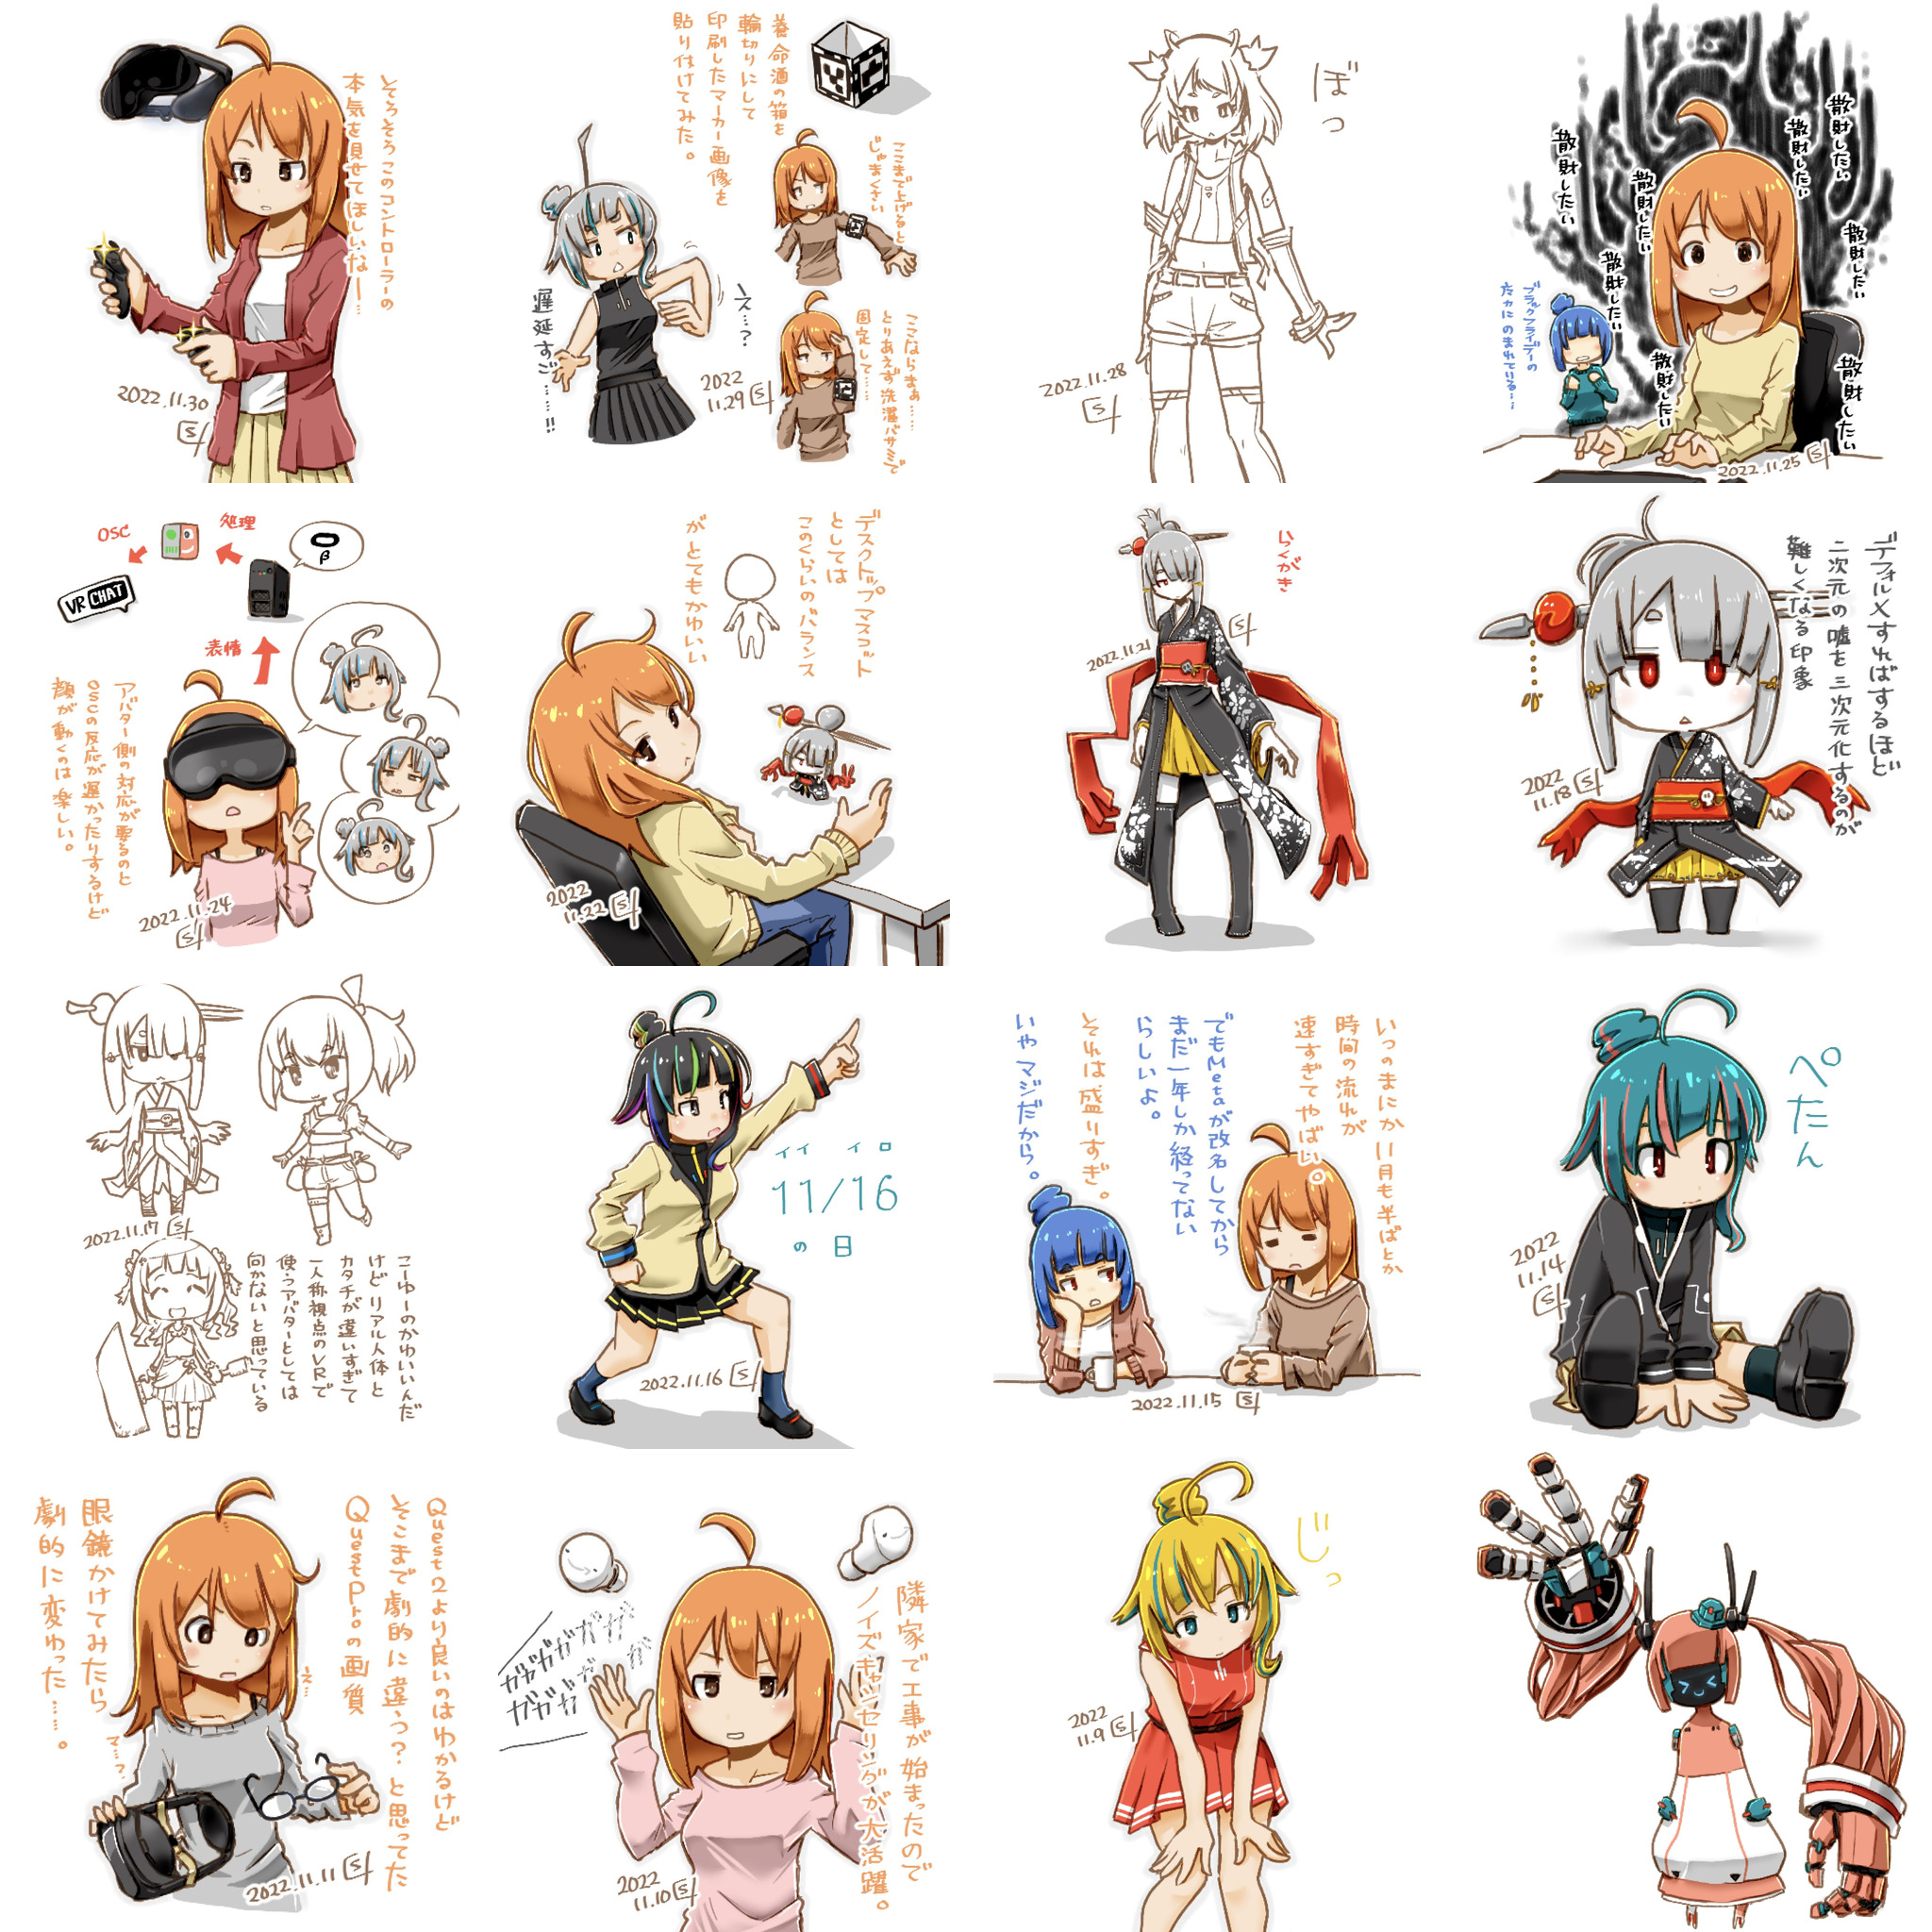 そろそろこのコントローラーの
本気を見せてほしいなー…
2022.11.30
養命酒の箱を
輪切りにして
印刷したマーカー画像を
貼り付けてみた。
ここまで上げると
じゃまくさい
え…?
遅延すご……!!
ここならまぁ……
とりあえず洗濯バサミで
固定して……
2022
11.29
ぼっ
2022.11.28
散財したい
散財したい
散財したい
散財したい
散財したい
散財したい
散財したい
散財したい
ブラックフライデーの
チカラにのまれている…
2022.11.25
OSC
処理
β
VRCHAT
表情
アバター側の対応が要るのと
OSCの反応が遅かったりするけど
顔が動くのは楽しい。
2022.11.24
デスクトップマスコット
としては
このくらいのバランス
がとてもかわいい
2022
11.22
らくがき
2022.11.21
デフォルメすればするほど
二次元の嘘を三次元化するのが
難しくなる印象
2022
11.18
2022.11.17
こーゆーのかわいいんだ
けどリアル人体と
カタチが違いすぎて
一人称視点のVRで
使うアバターとしては
向かないと思っている
イイ イロ
11/16
の日
2022.11.16
いつのまにか11月も半ばとか
時間の流れが
速すぎてやばい。
でもMetaが改名してから
まだ一年しか経ってない
らしいよ。
それは盛りすぎ。
いやマジだから。
2022.11.15
ぺたん
2022
11.14
Quest2より良いのはわかるけど
そこまで劇的に違う?と思ってた
QuestProの画質
え…
眼鏡かけてみたら
劇的に変わった……。
マ…?
2022.11.11
隣家で工事が始まったので
ノイズキャンセリングが大活躍。
ガガガガガガガ
ガガガガガ
2022
11.10
じっ
2022
11.9